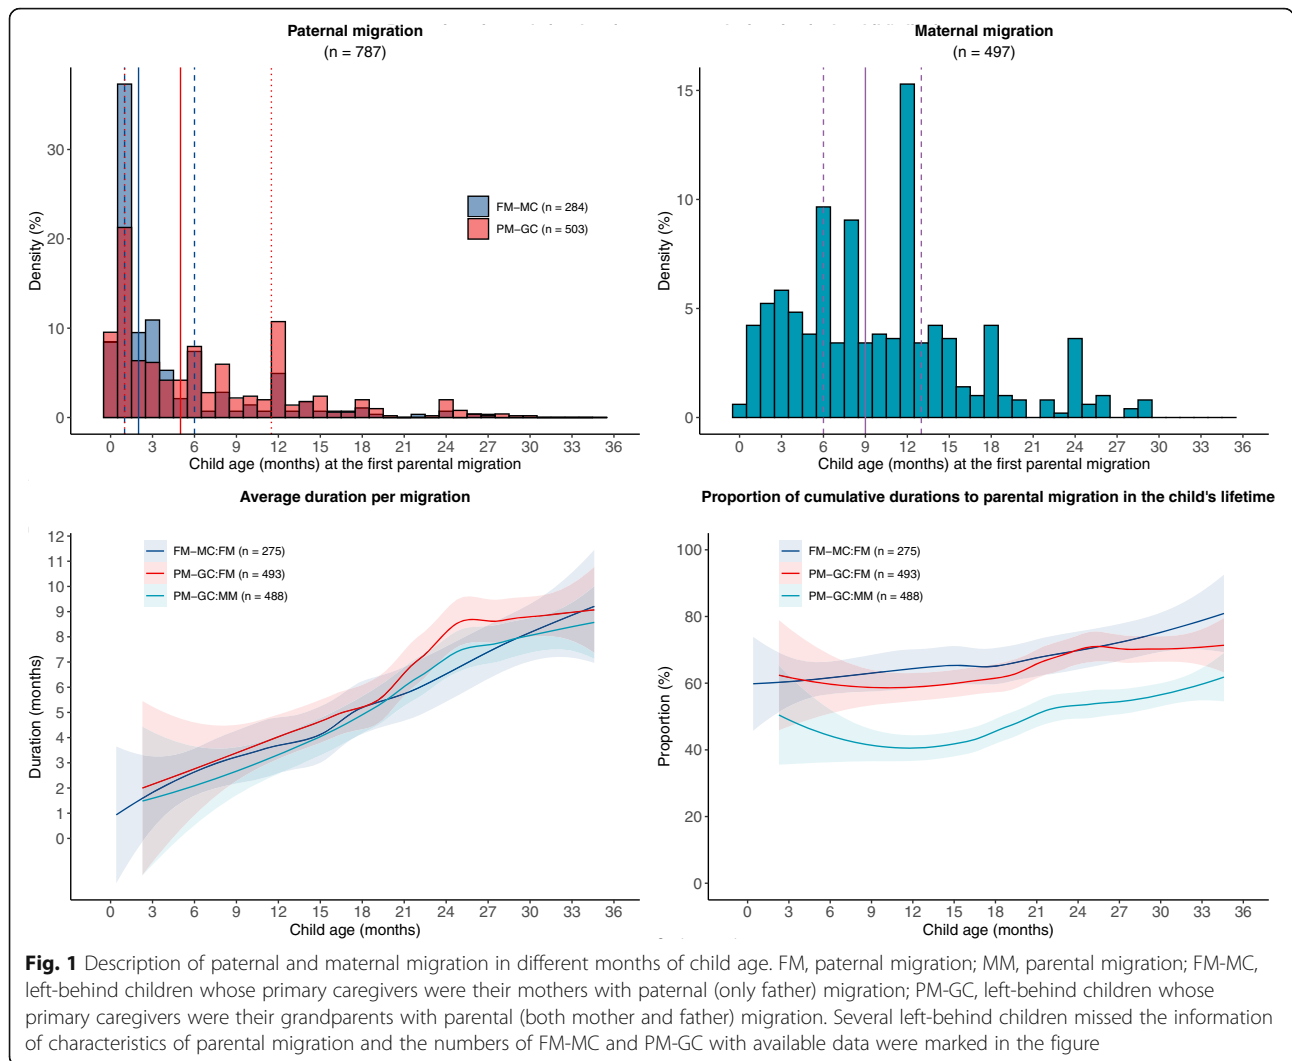 Paternal migration
(n = 787)
Density (%)
30
20
10
0
FM−MC (n = 284)
PM−GC (n = 503)
0 3 6 9 12 15 18 21 24 27 30 33 36
Child age (months) at the first parental migration
Maternal migration
(n = 497)
Density (%)
15
10
5
0
0 3 6 9 12 15 18 21 24 27 30 33 36
Child age (months) at the first parental migration
Average duration per migration
Duration (months)
12
11
10
9
8
7
6
5
4
3
2
1
0
FM−MC:FM (n = 275)
PM−GC:FM (n = 493)
PM−GC:MM (n = 488)
0 3 6 9 12 15 18 21 24 27 30 33 36
Child age (months)
Proportion of cumulative durations to parental migration in the child's lifetime
Proportion (%)
100
80
60
40
20
0
FM−MC:FM (n = 275)
PM−GC:FM (n = 493)
PM−GC:MM (n = 488)
0 3 6 9 12 15 18 21 24 27 30 33 36
Child age (months)
Fig. 1 Description of paternal and maternal migration in different months of child age. FM, paternal migration; MM, parental migration; FM-MC,
left-behind children whose primary caregivers were their mothers with paternal (only father) migration; PM-GC, left-behind children whose
primary caregivers were their grandparents with parental (both mother and father) migration. Several left-behind children missed the information
of characteristics of parental migration and the numbers of FM-MC and PM-GC with available data were marked in the figure